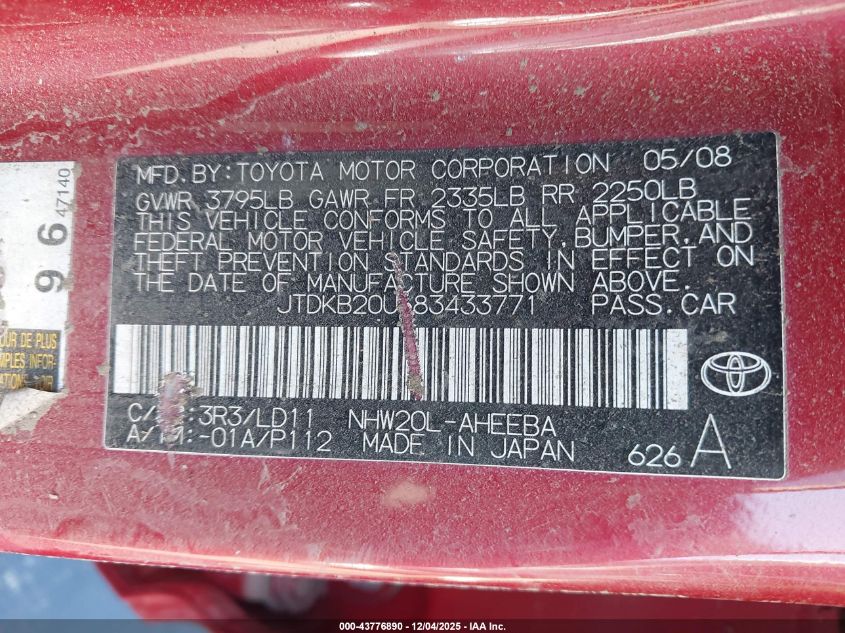 MFD. BY: TOYOTA MOTOR CORPORATION 05/08
GVWR 3795LB GAWR FR 2335LB RR 2250LB
THIS VEHICLE CONFORMS TO ALL APPLICABLE
FEDERAL MOTOR VEHICLE SAFETY, BUMPER, AND
THEFT PREVENTION STANDARDS IN EFFECT ON
THE DATE OF MANUFACTURE SHOWN ABOVE.
PASS.CAR
3R3/LD11 NHW20L-AHEEBA
-01A/P112 MADE IN JAPAN
626 A
9 6 47140
DE PLUS
000-43776890 - 12/04/2025 - IAA Inc.